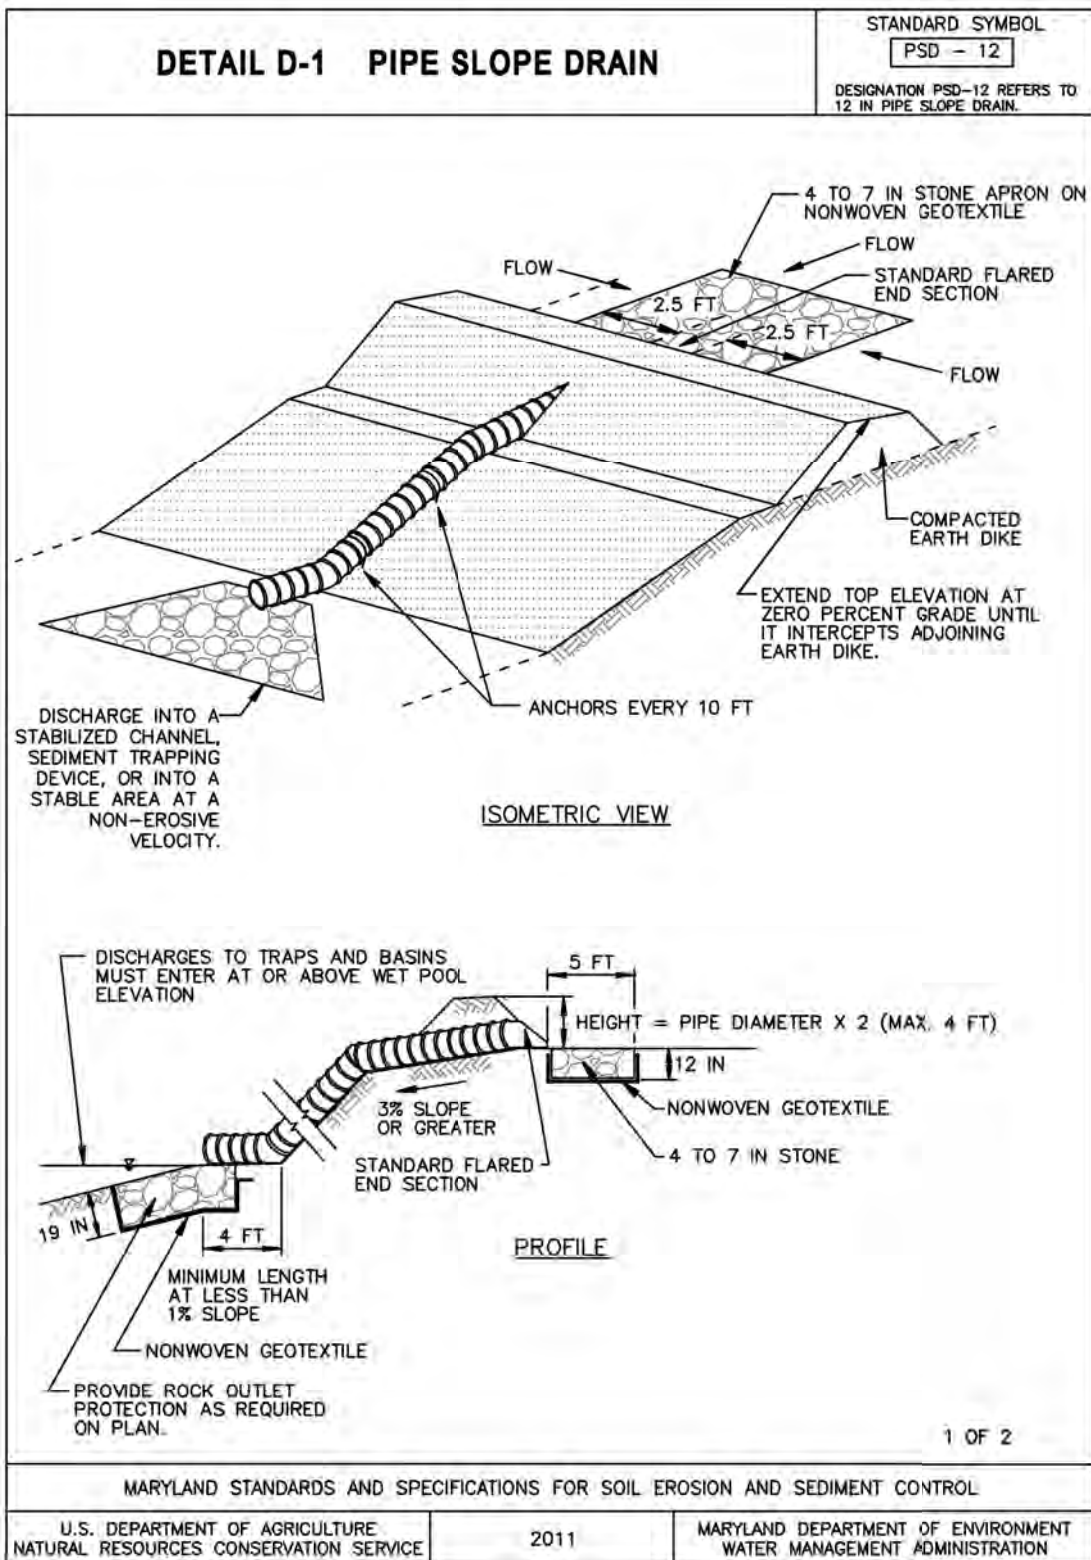 DETAIL D-1 PIPE SLOPE DRAIN
STANDARD SYMBOL
PSD - 12
DESIGNATION PSD-12 REFERS TO
12 IN PIPE SLOPE DRAIN.
4 TO 7 IN STONE APRON ON
NONWOVEN GEOTEXTILE
FLOW
FLOW
STANDARD FLARED
END SECTION
2.5 FT
2.5 FT
FLOW
COMPACTED
EARTH DIKE
EXTEND TOP ELEVATION AT
ZERO PERCENT GRADE UNTIL
IT INTERCEPTS ADJOINING
EARTH DIKE.
ANCHORS EVERY 10 FT
DISCHARGE INTO A
STABILIZED CHANNEL,
SEDIMENT TRAPPING
DEVICE, OR INTO A
STABLE AREA AT A
NON-EROSIVE
VELOCITY.
ISOMETRIC VIEW
DISCHARGES TO TRAPS AND BASINS
MUST ENTER AT OR ABOVE WET POOL
ELEVATION
5 FT
HEIGHT = PIPE DIAMETER X 2 (MAX. 4 FT)
12 IN
NONWOVEN GEOTEXTILE
4 TO 7 IN STONE
3% SLOPE
OR GREATER
STANDARD FLARED
END SECTION
19 IN
4 FT
PROFILE
MINIMUM LENGTH
AT LESS THAN
1% SLOPE
NONWOVEN GEOTEXTILE
PROVIDE ROCK OUTLET
PROTECTION AS REQUIRED
ON PLAN.
1 OF 2
MARYLAND STANDARDS AND SPECIFICATIONS FOR SOIL EROSION AND SEDIMENT CONTROL
U.S. DEPARTMENT OF AGRICULTURE
NATURAL RESOURCES CONSERVATION SERVICE
2011
MARYLAND DEPARTMENT OF ENVIRONMENT
WATER MANAGEMENT ADMINISTRATION